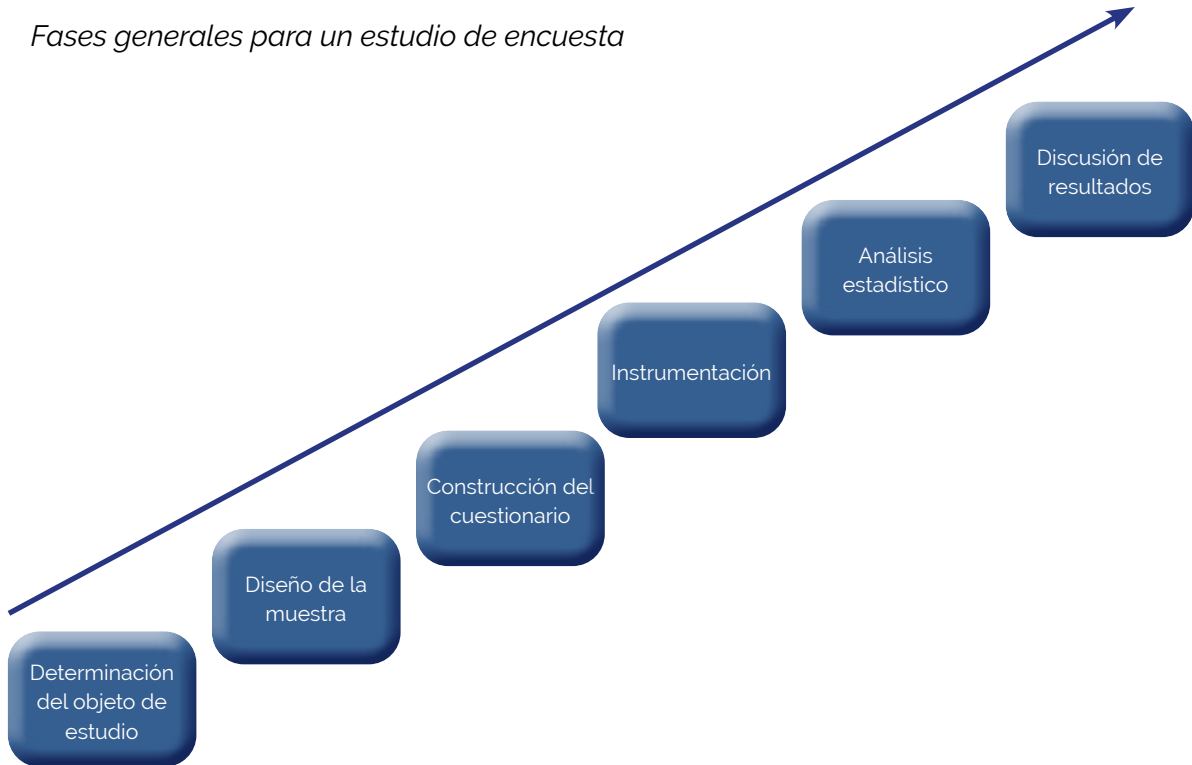 Fases generales para un estudio de encuesta
Discusión de
resultados
Análisis
estadístico
Instrumentación
Construcción del
cuestionario
Diseño de la
muestra
Determinación
del objeto de
estudio